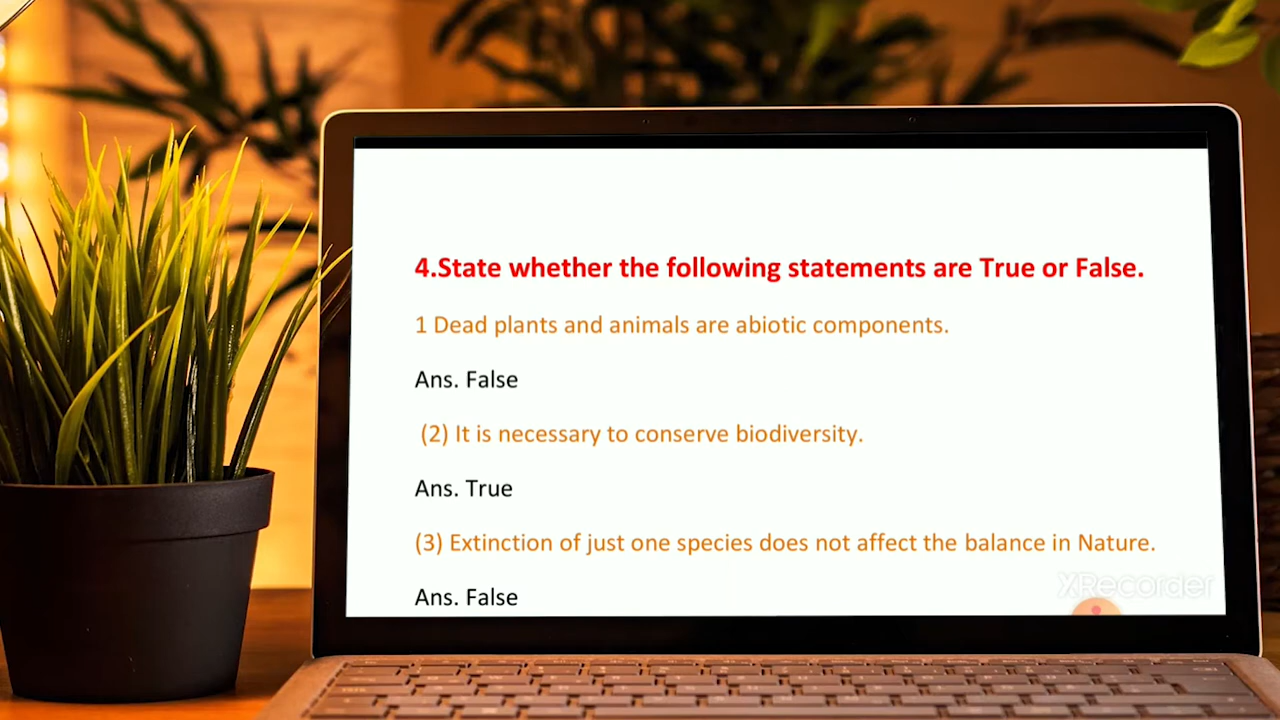 4.State whether the following statements are True or False.
1 Dead plants and animals are abiotic components.
Ans. False
(2) It is necessary to conserve biodiversity.
Ans. True
(3) Extinction of just one species does not affect the balance in Nature.
XRecorder
Ans. False